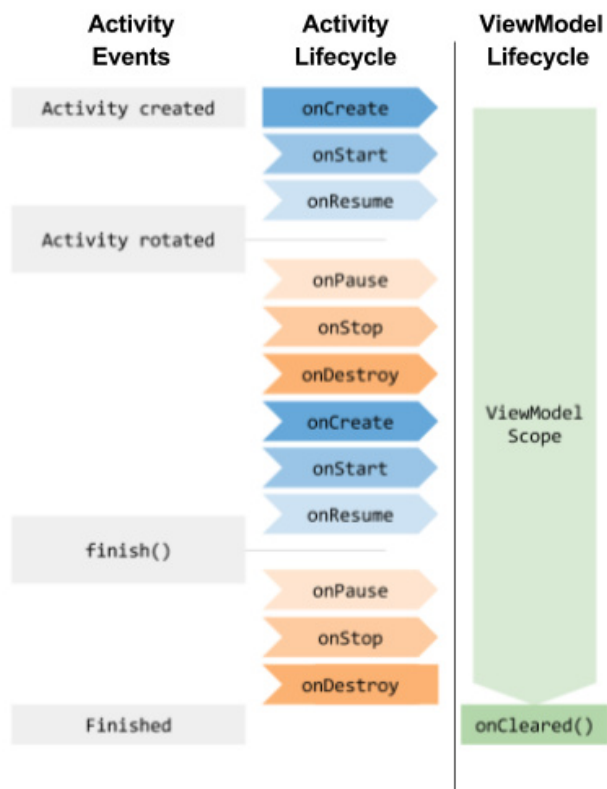 Activity
Events
Activity
Lifecycle
ViewModel
Lifecycle
Activity created
onCreate
onStart
onResume
Activity rotated
onPause
onStop
onDestroy
onCreate
ViewModel
Scope
onStart
onResume
finish()
onPause
onStop
onDestroy
Finished
onCleared()